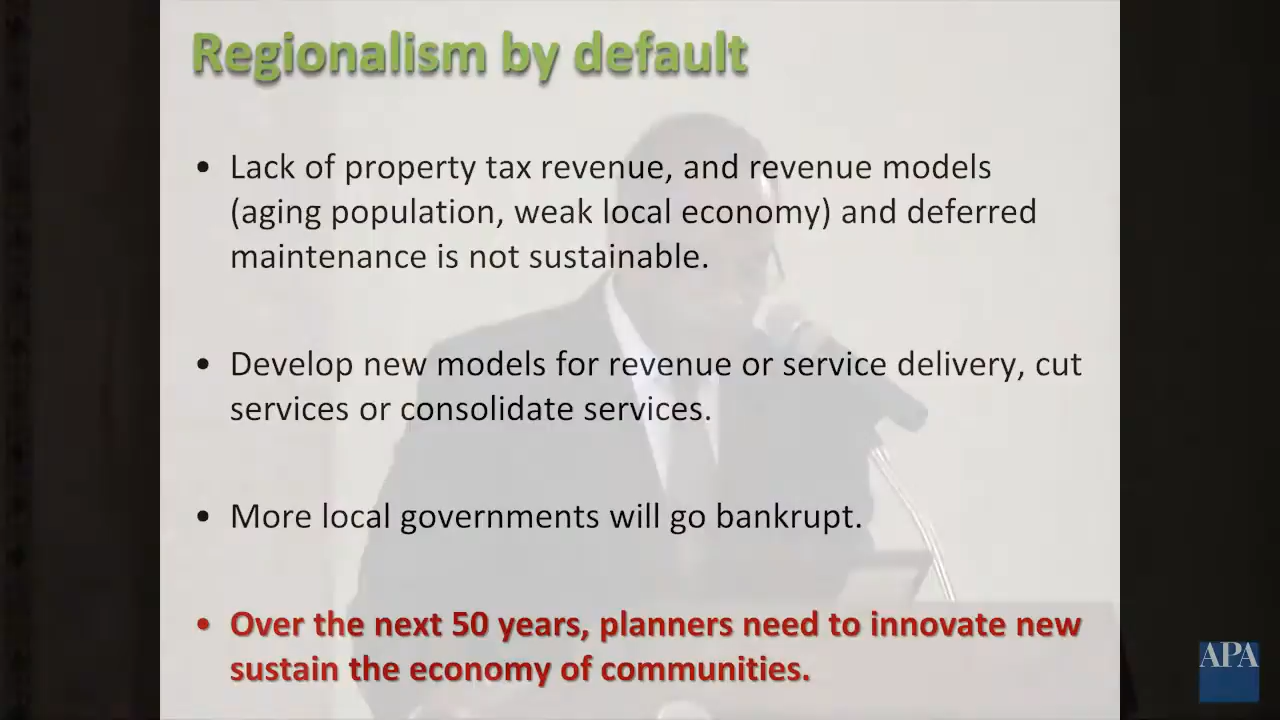 Regionalism by default
• Lack of property tax revenue, and revenue models
(aging population, weak local economy) and deferred
maintenance is not sustainable.
• Develop new models for revenue or service delivery, cut
services or consolidate services.
• More local governments will go bankrupt.
• Over the next 50 years, planners need to innovate new
sustain the economy of communities.
APA